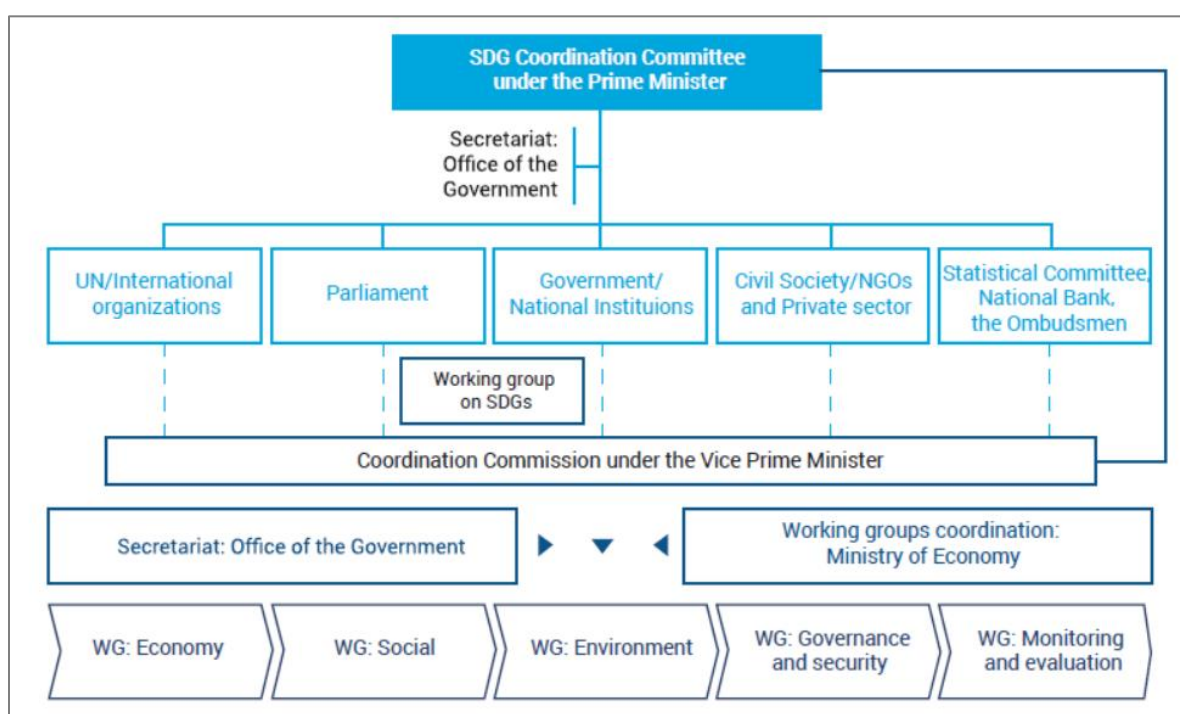 SDG Coordination Committee
under the Prime Minister
Secretariat:
Office of the
Government
UN/International
organizations
Parliament
Government/
National Instituions
Civil Society/NGOs
and Private sector
Statistical Committee,
National Bank,
the Ombudsmen
Working group
on SDGs
Coordination Commission under the Vice Prime Minister
Secretariat: Office of the Government
Working groups coordination:
Ministry of Economy
WG: Economy
WG: Social
WG: Environment
WG: Governance
and security
WG: Monitoring
and evaluation